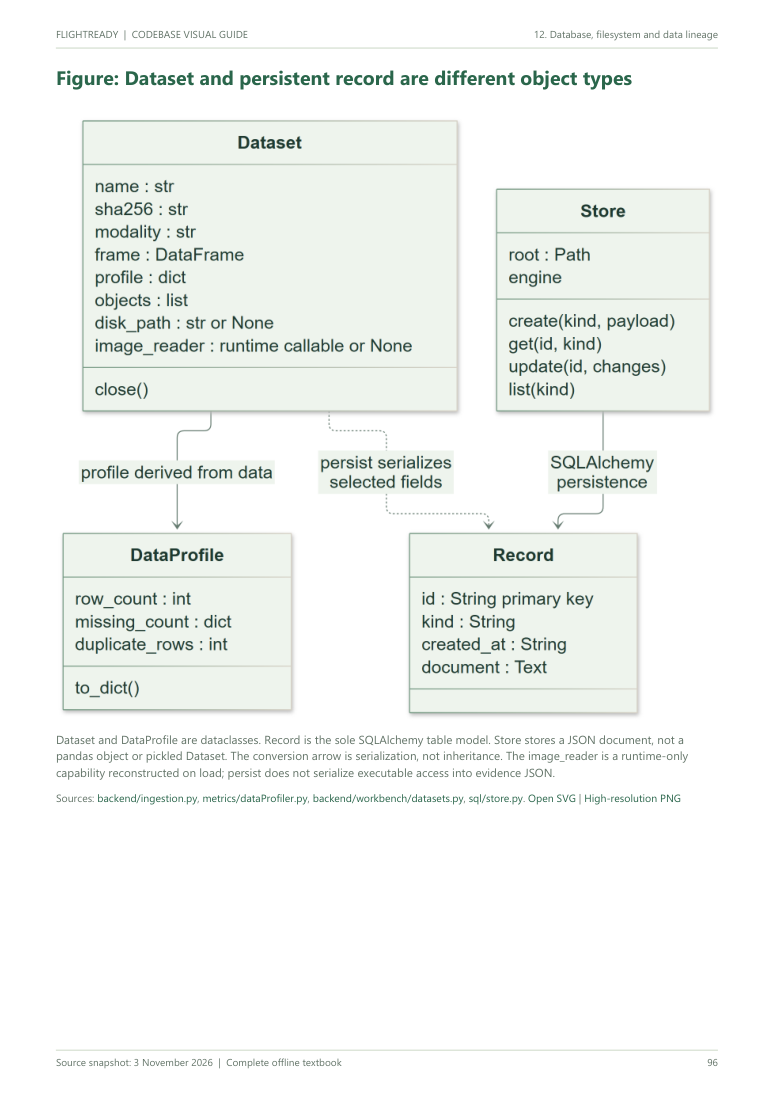 FLIGHTREADY | CODEBASE VISUAL GUIDE
12. Database, filesystem and data lineage
Figure: Dataset and persistent record are different object types
Dataset
name : str
sha256 : str
modality : str
frame : DataFrame
profile : dict
objects : list
disk_path : str or None
image_reader : runtime callable or None
close()
Store
root : Path
engine
create(kind, payload)
get(id, kind)
update(id, changes)
list(kind)
profile derived from data
persist serializes
selected fields
SQLAlchemy
persistence
DataProfile
row_count : int
missing_count : dict
duplicate_rows : int
to_dict()
Record
id : String primary key
kind : String
created_at : String
document : Text
Dataset and DataProfile are dataclasses. Record is the sole SQLAlchemy table model. Store stores a JSON document, not a
pandas object or pickled Dataset. The conversion arrow is serialization, not inheritance. The image_reader is a runtime-only
capability reconstructed on load; persist does not serialize executable access into evidence JSON.
Sources: backend/ingestion.py, metrics/dataProfiler.py, backend/workbench/datasets.py, sql/store.py. Open SVG | High-resolution PNG
Source snapshot: 3 November 2026 | Complete offline textbook
96